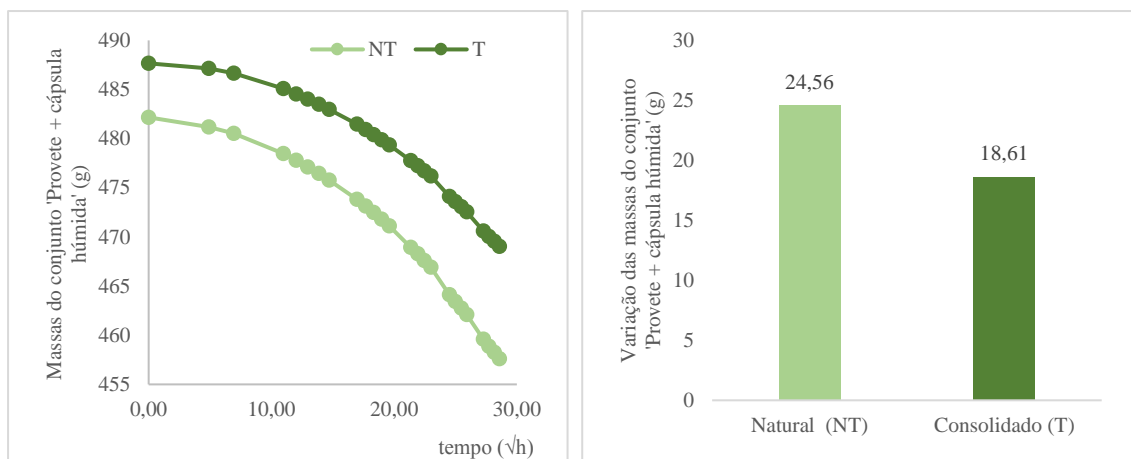 Massas do conjunto 'Provete + cápsula
húmida' (g)
490
485
480
475
470
465
460
455
NT
T
0,00
10,00
20,00
30,00
tempo (√h)
Variação das massas do conjunto
'Provete + cápsula húmida' (g)
30
25
20
15
10
5
0
24,56
18,61
Natural (NT)
Consolidado (T)